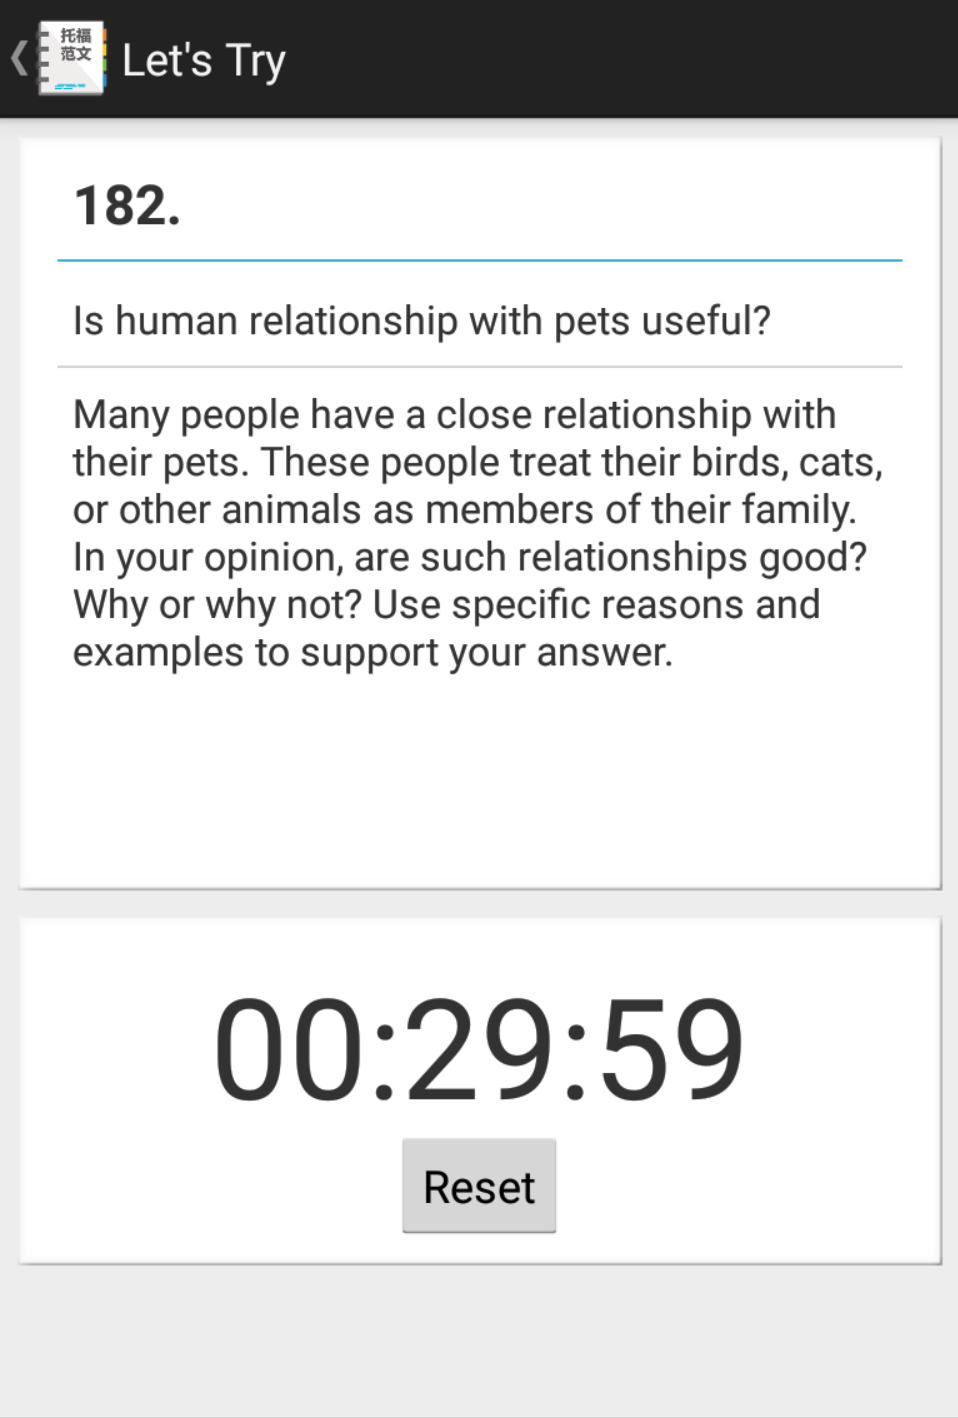 托福
范文
Let's Try
182.
Is human relationship with pets useful?
Many people have a close relationship with
their pets. These people treat their birds, cats,
or other animals as members of their family.
In your opinion, are such relationships good?
Why or why not? Use specific reasons and
examples to support your answer.
00:29:59
Reset